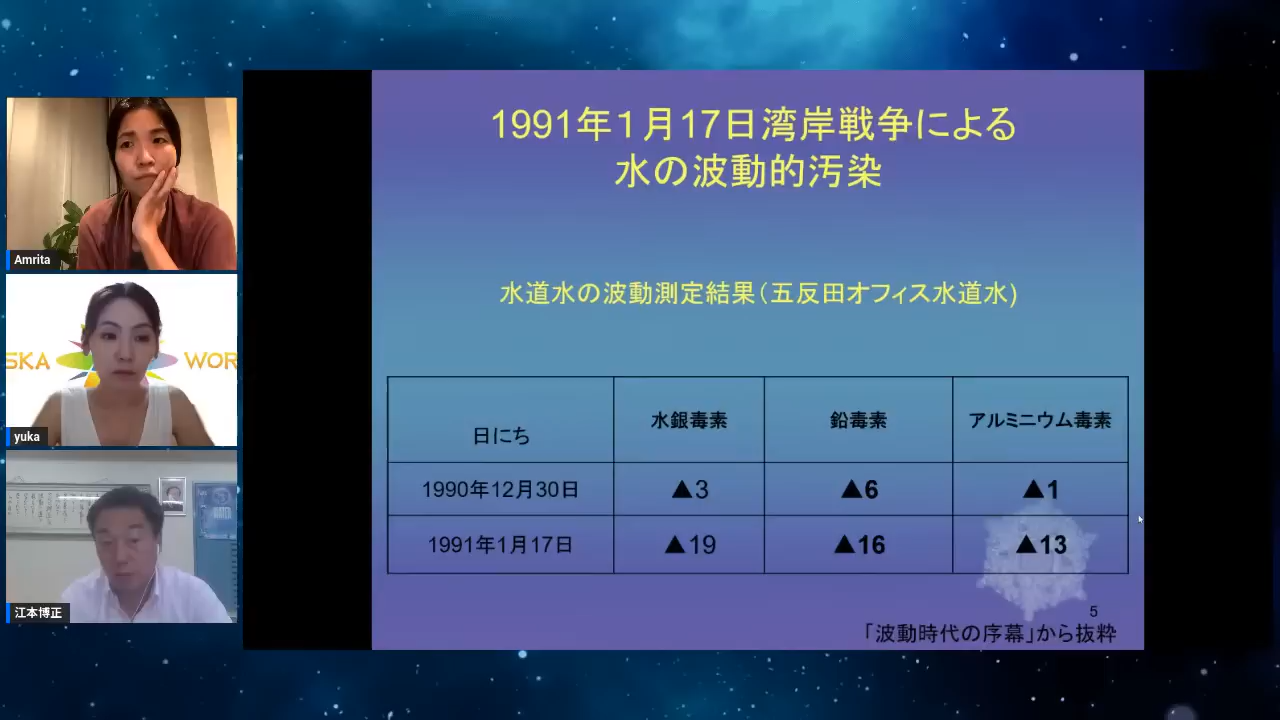 1991年１月17日湾岸戦争による
水の波動的汚染
水道水の波動測定結果（五反田オフィス水道水)
日にち 水銀毒素 鉛毒素 アルミニウム毒素
1990年12月30日 ▲3 ▲6 ▲1
1991年1月17日 ▲19 ▲16 ▲13
5
「波動時代の序幕」から抜粋
Amrita
SKA WOR
yuka
WATER
江本博正